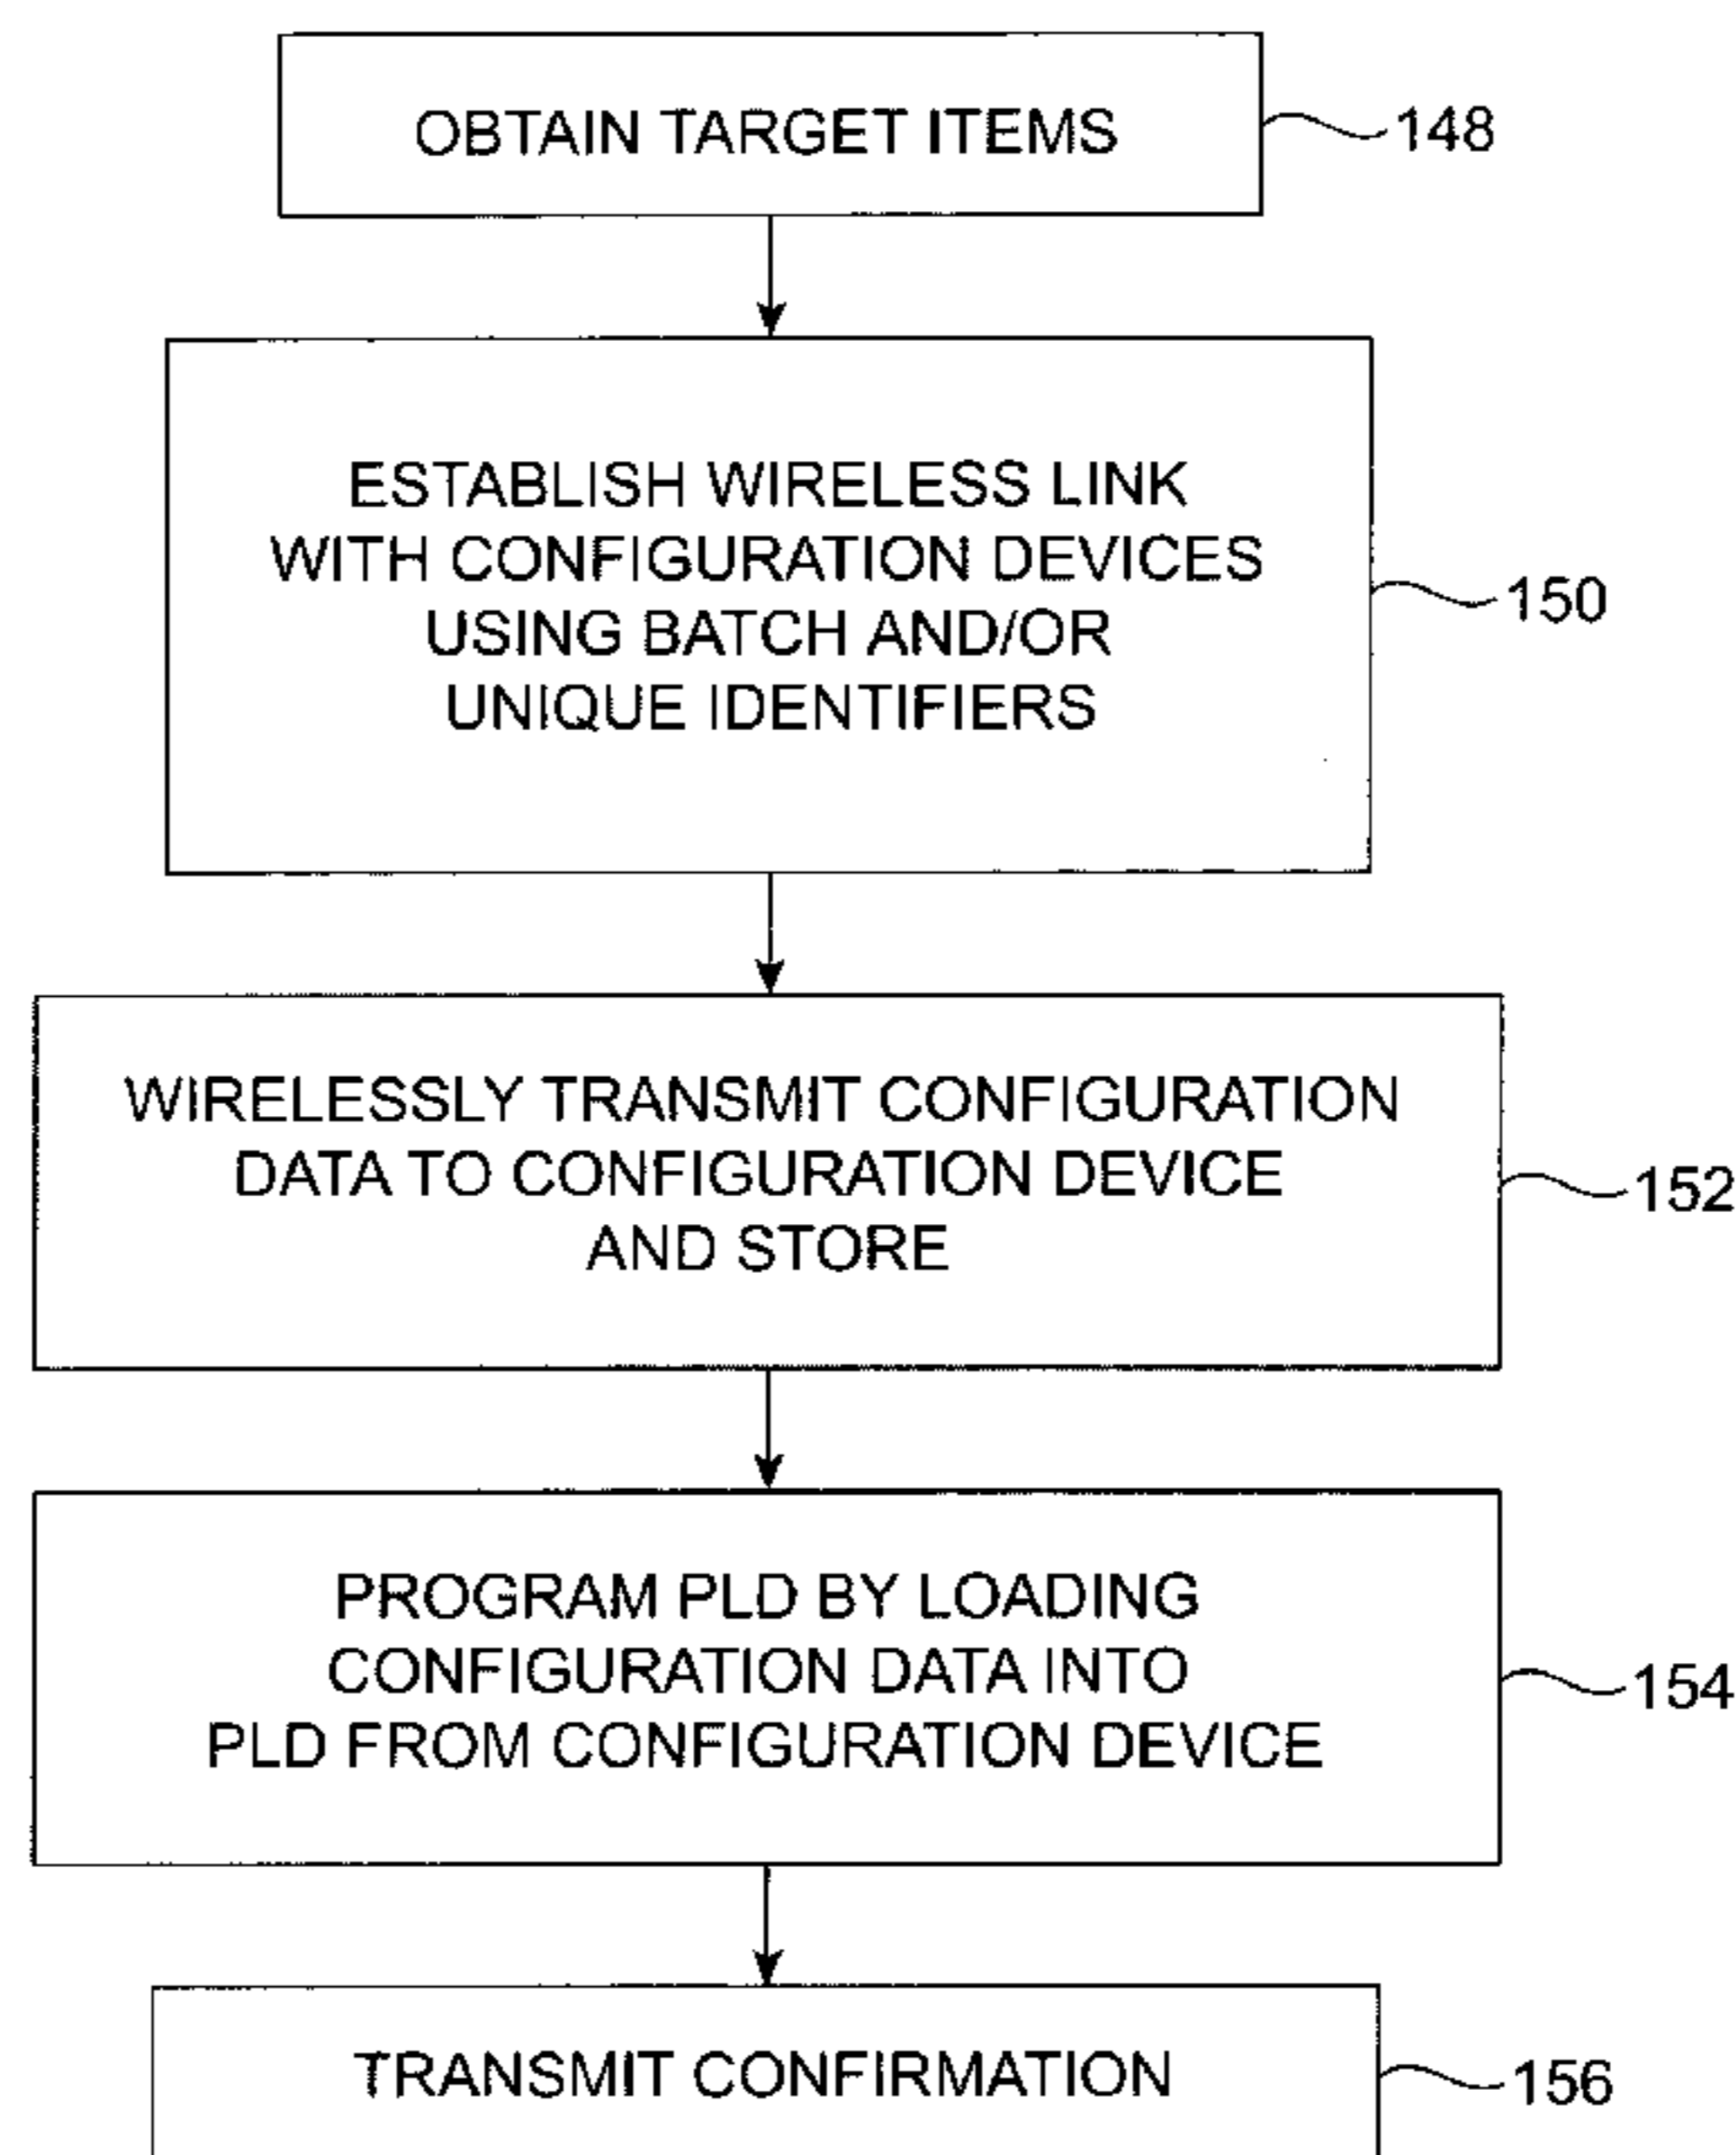 OBTAIN TARGET ITEMS
148
ESTABLISH WIRELESS LINK
WITH CONFIGURATION DEVICES
USING BATCH AND/OR
UNIQUE IDENTIFIERS
150
WIRELESSLY TRANSMIT CONFIGURATION
DATA TO CONFIGURATION DEVICE
AND STORE
152
PROGRAM PLD BY LOADING
CONFIGURATION DATA INTO
PLD FROM CONFIGURATION DEVICE
154
TRANSMIT CONFIRMATION
156